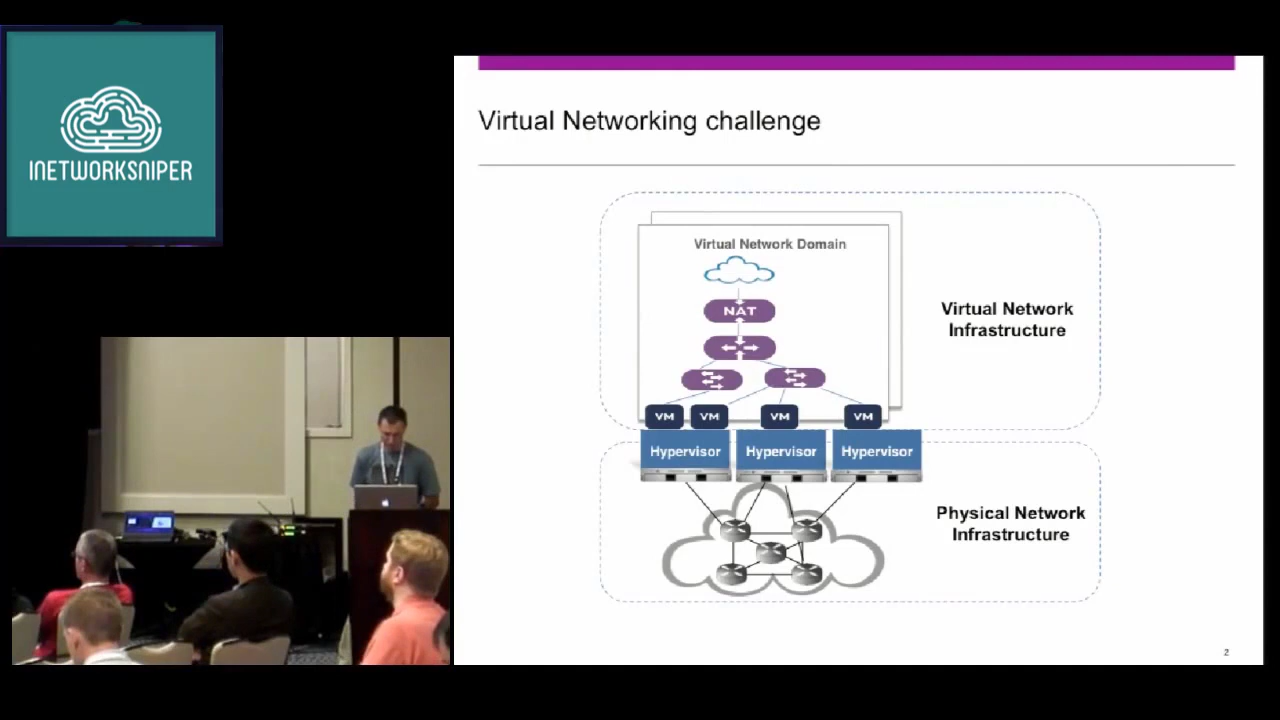 INETWORKSNIPER
Virtual Networking challenge
Virtual Network Domain
NAT
Virtual Network
Infrastructure
VM
VM
VM
VM
Hypervisor
Hypervisor
Hypervisor
Physical Network
Infrastructure
2